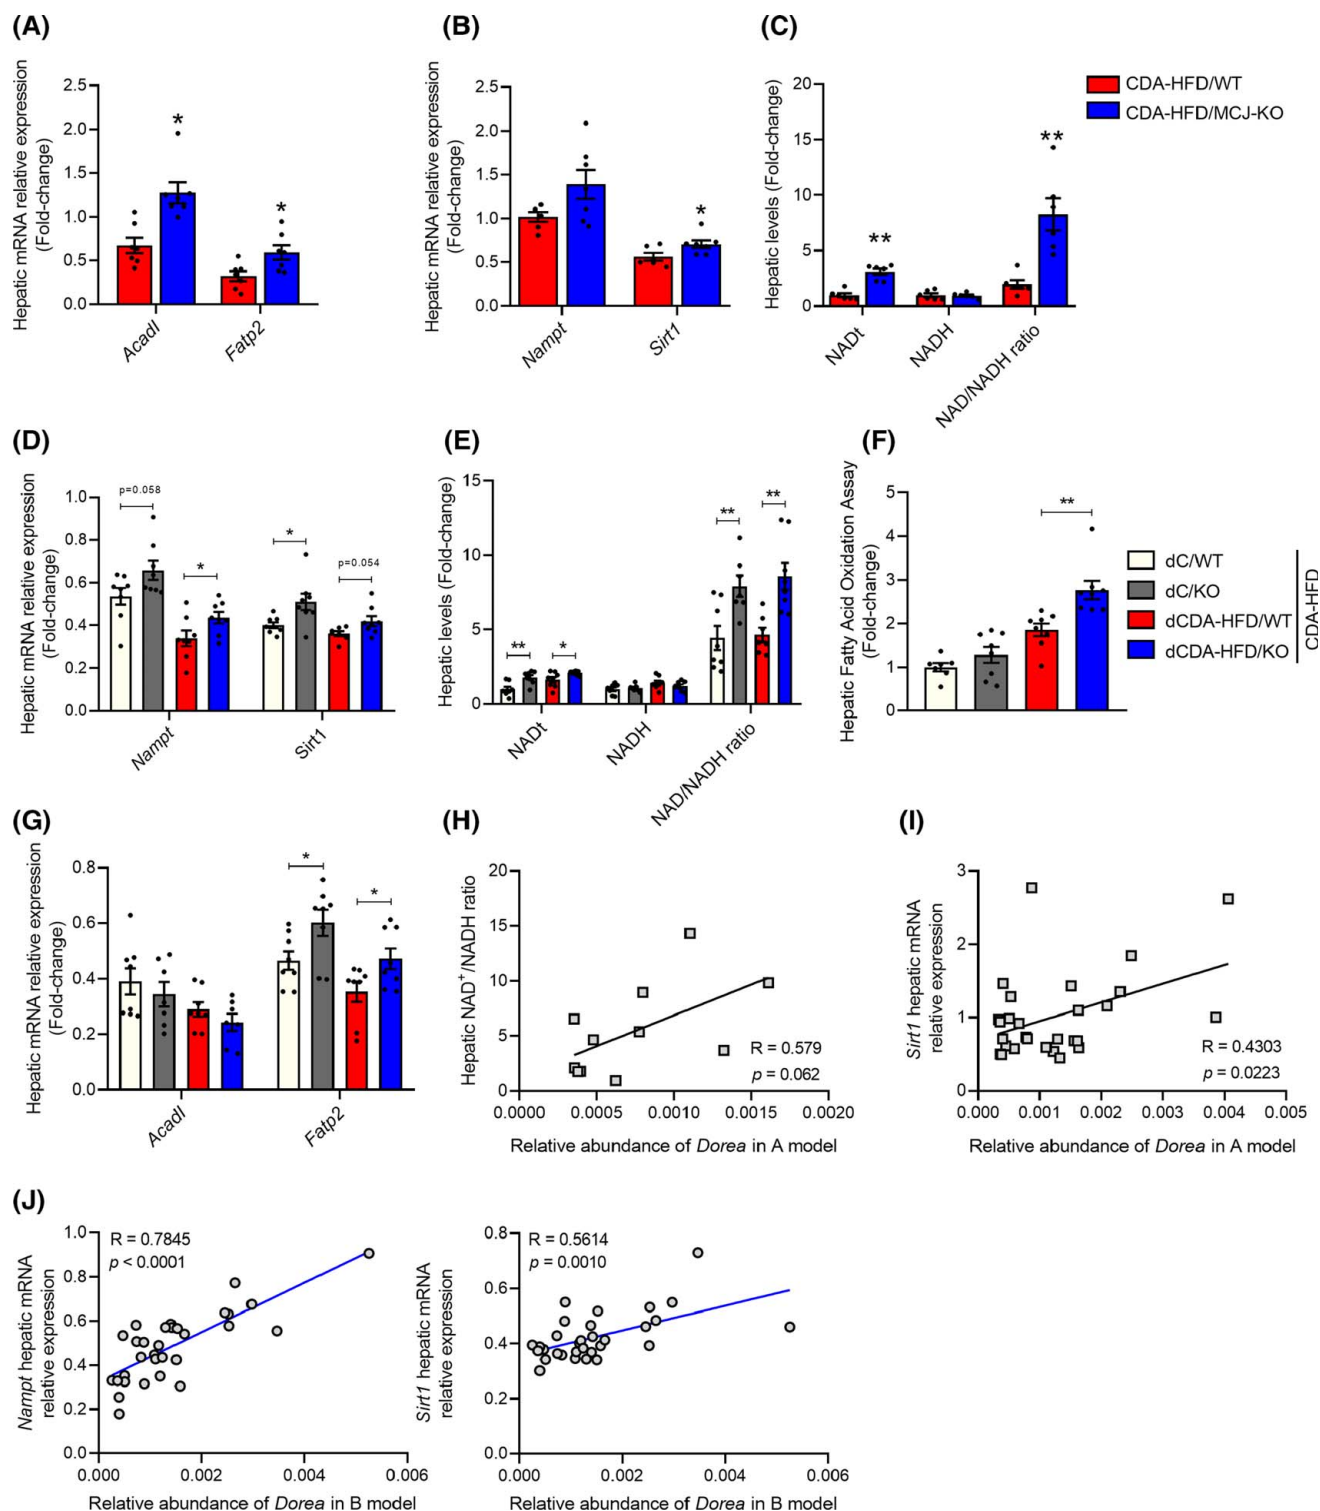 (A)
Hepatic mRNA relative expression
(Fold-change)
2.5
2.0
1.5
1.0
0.5
0.0
*
*
Acadl
Fatp2
(B)
Hepatic mRNA relative expression
(Fold-change)
2.5
2.0
1.5
1.0
0.5
0.0
*
Nampt
Sirt1
(C)
Hepatic levels (Fold-change)
20
15
10
5
0
**
**
NADt
NADH
NAD/NADH ratio
CDA-HFD/WT
CDA-HFD/MCJ-KO
(D)
Hepatic mRNA relative expression
(Fold-change)
1.0
0.8
0.6
0.4
0.2
0.0
p=0.058
*
*
p=0.054
Nampt
Sirt1
(E)
Hepatic levels (Fold-change)
15
10
5
0
**
*
**
**
NADt
NADH
NAD/NADH ratio
(F)
Hepatic Fatty Acid Oxidation Assay
(Fold-change)
5
4
3
2
1
0
**
dC/WT
dC/KO
dCDA-HFD/WT
dCDA-HFD/KO
CDA-HFD
(G)
Hepatic mRNA relative expression
(Fold-change)
0.8
0.6
0.4
0.2
0.0
*
*
Acadl
Fatp2
(H)
Hepatic NAD⁺/NADH ratio
20
15
10
5
0
R = 0.579
p = 0.062
0.0000
0.0005
0.0010
0.0015
0.0020
Relative abundance of Dorea in A model
(I)
Sirt1 hepatic mRNA
relative expression
3
2
1
0
R = 0.4303
p = 0.0223
0.000
0.001
0.002
0.003
0.004
0.005
Relative abundance of Dorea in A model
(J)
Nampt hepatic mRNA
relative expression
1.0
0.8
0.6
0.4
0.2
0.0
R = 0.7845
p < 0.0001
0.000
0.002
0.004
0.006
Relative abundance of Dorea in B model
Sirt1 hepatic mRNA
relative expression
0.8
0.6
0.4
0.2
0.0
R = 0.5614
p = 0.0010
0.000
0.002
0.004
0.006
Relative abundance of Dorea in B model